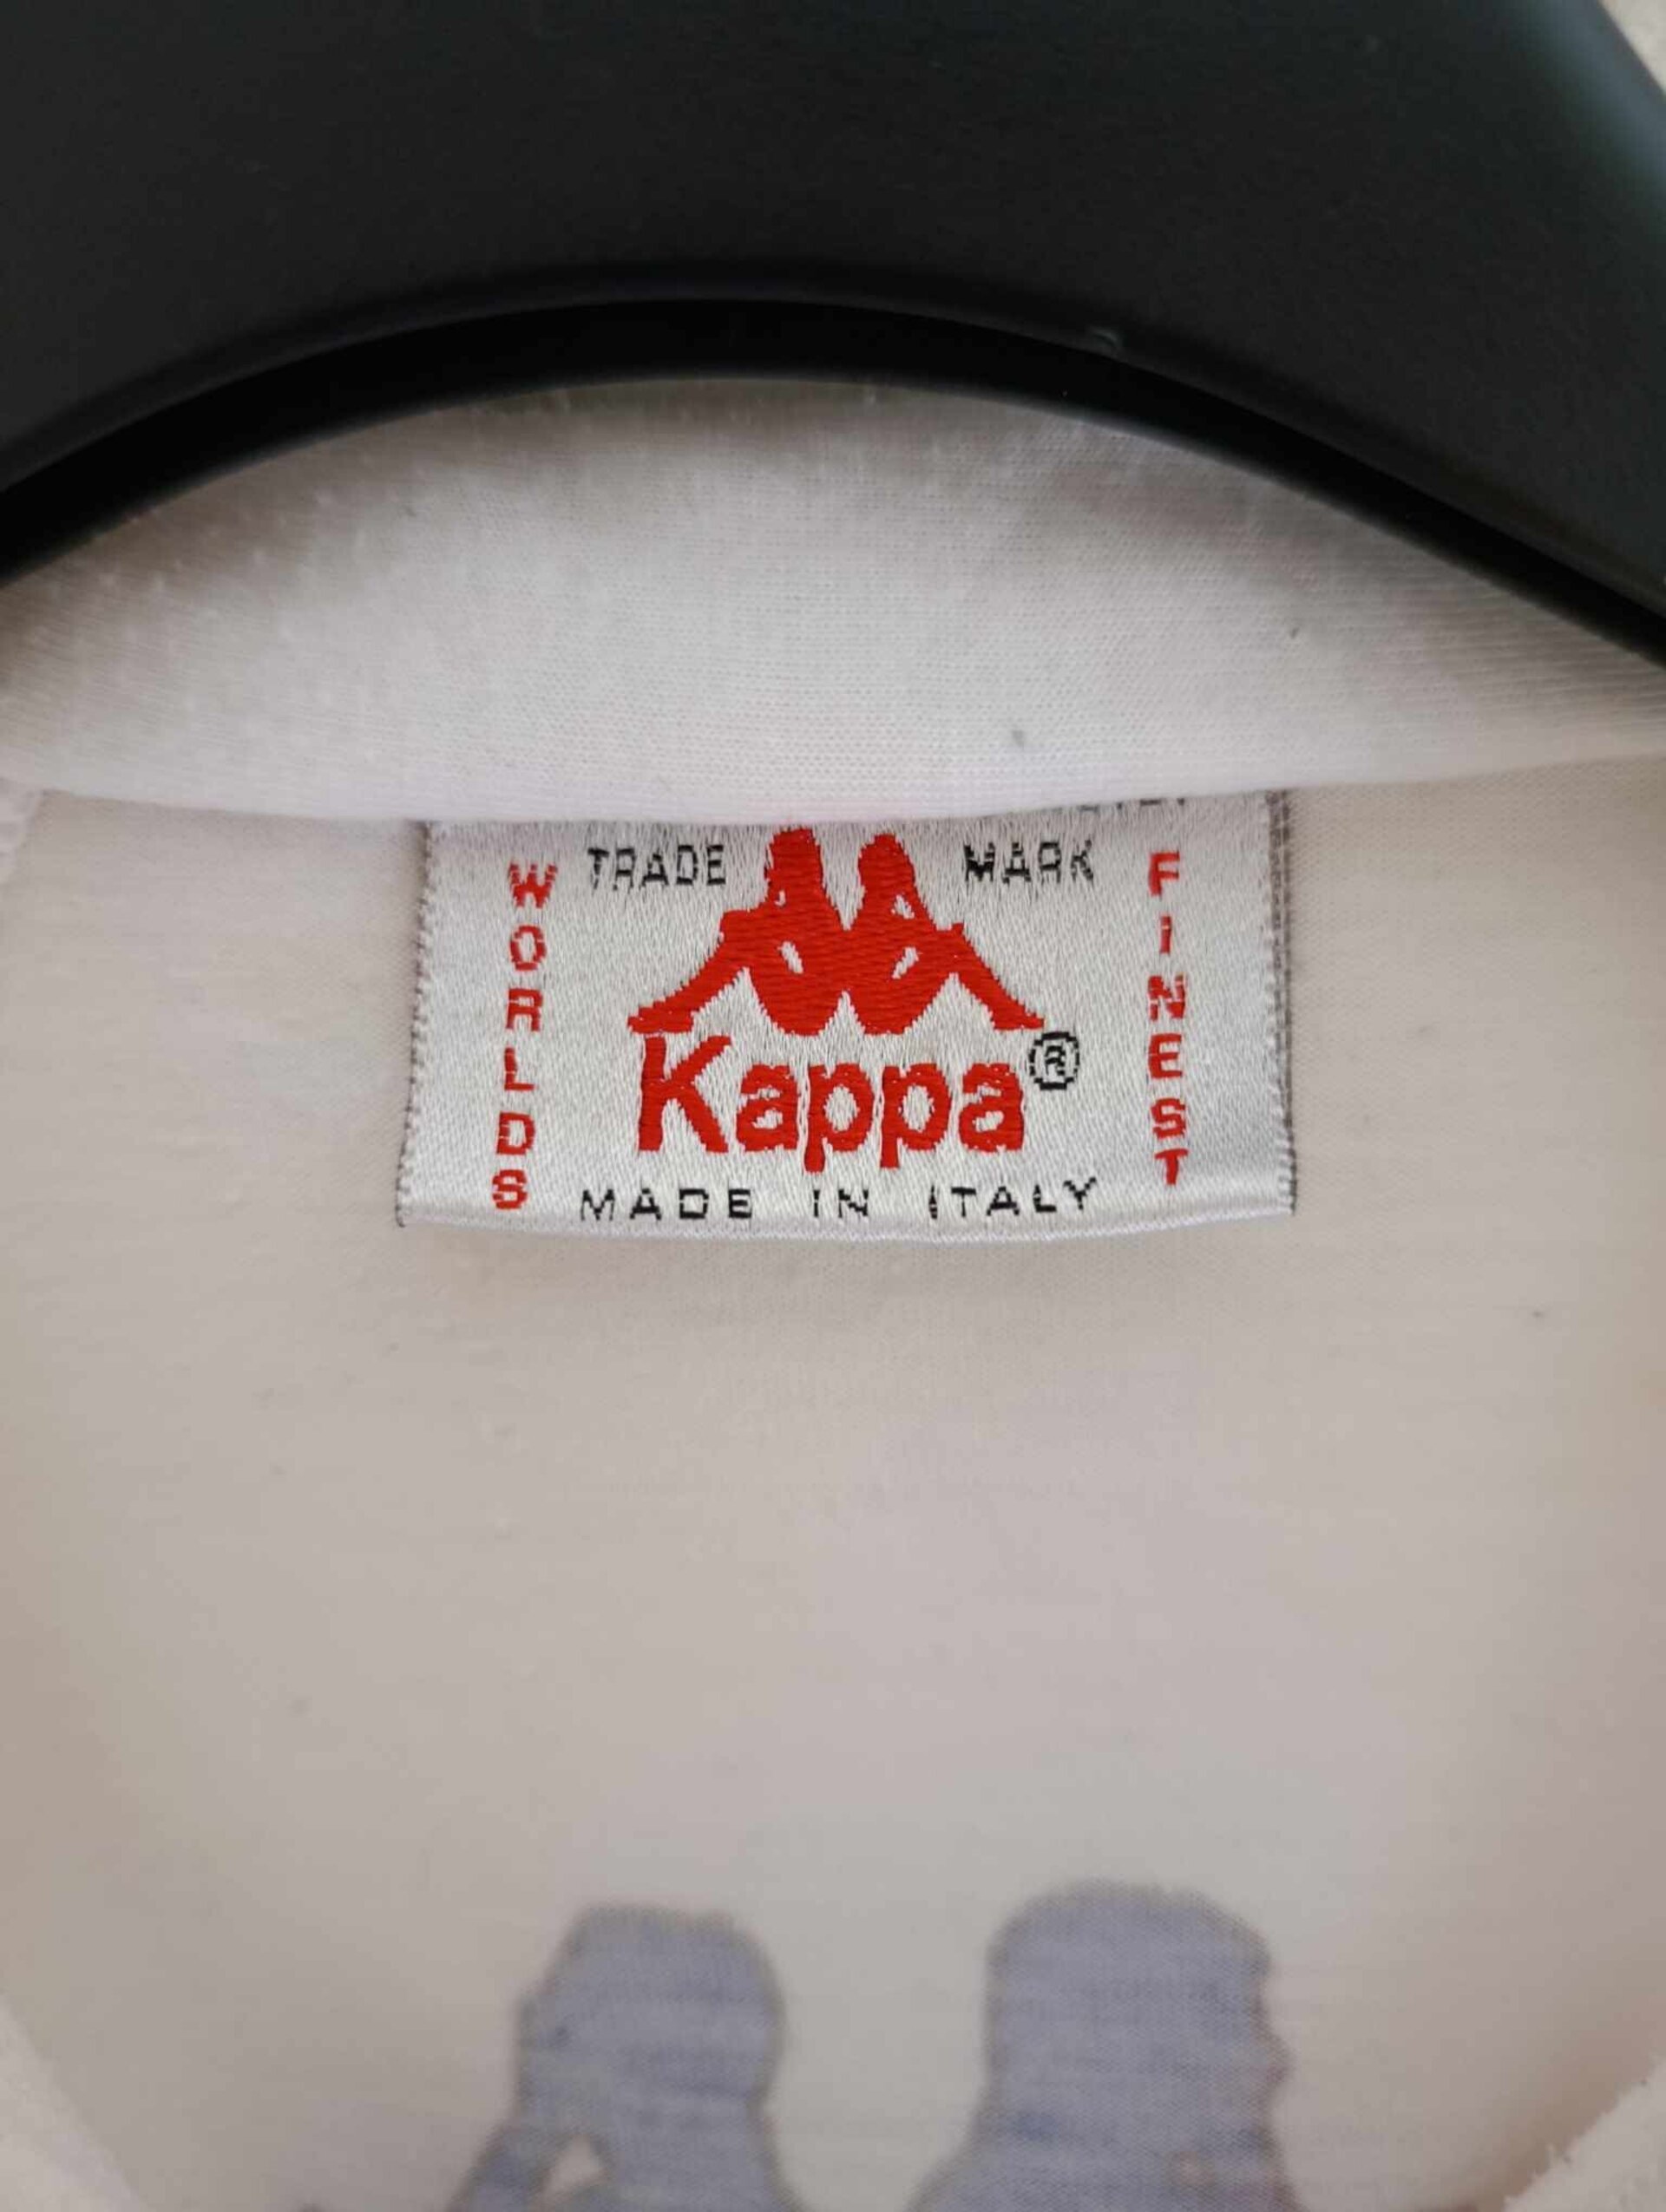 TRADE MARK
WORLDS
FINEST
Kappa®
MADE IN ITALY